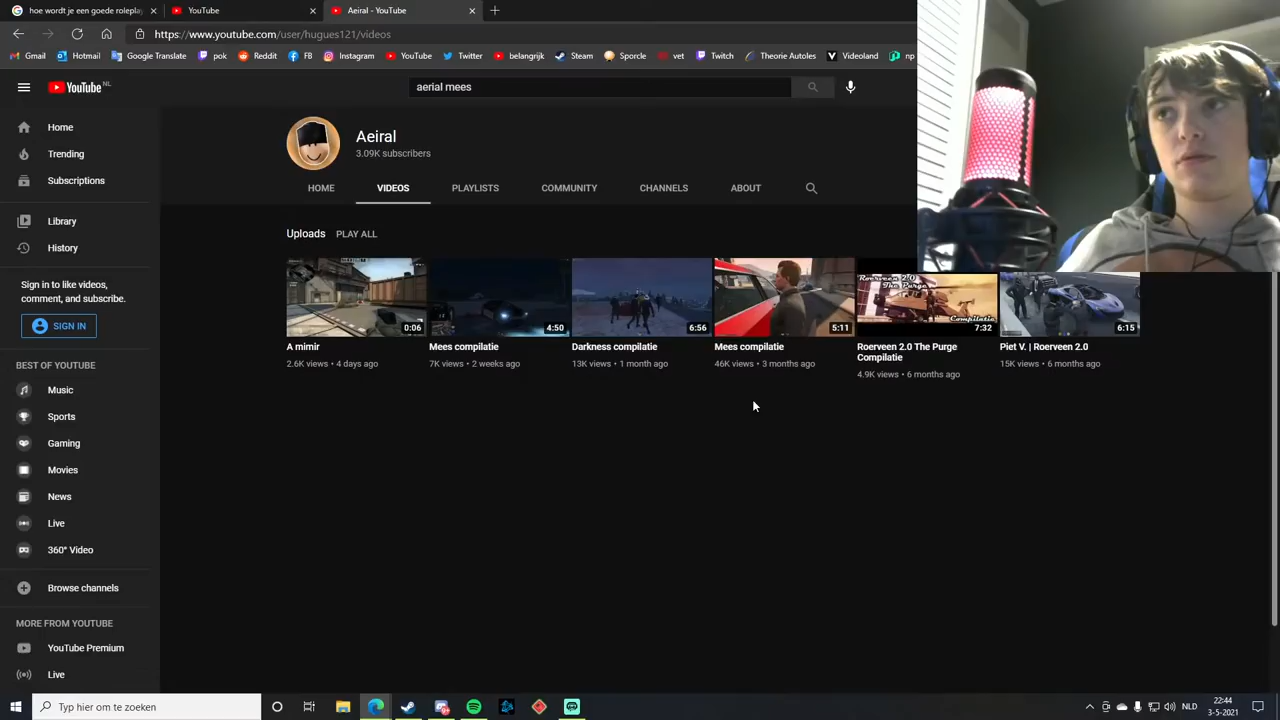 hoe wordt je een goede roleplay
YouTube
Aeiral - YouTube
https://www.youtube.com/user/hugues121/videos
Gmail
Hotmail
Google Translate
Pink
Reddit
FB
Instagram
YouTube
Twitter
belangrijk
Steam
Sporcle
vet
Twitch
Theorie Autoles
Videoland
np
YouTube NL
aerial mees
Home
Trending
Subscriptions
Library
History
Sign in to like videos,
comment, and subscribe.
SIGN IN
BEST OF YOUTUBE
Music
Sports
Gaming
Movies
News
Live
360° Video
Browse channels
MORE FROM YOUTUBE
YouTube Premium
Live
Aeiral
3.09K subscribers
HOME VIDEOS PLAYLISTS COMMUNITY CHANNELS ABOUT
Uploads PLAY ALL
0:06
A mimir
2.6K views • 4 days ago
4:50
Mees compilatie
7K views • 2 weeks ago
6:56
Darkness compilatie
13K views • 1 month ago
5:11
Mees compilatie
46K views • 3 months ago
Roerveen 2.0
The Purge
Compilatie
7:32
Roerveen 2.0 The Purge
Compilatie
4.9K views • 6 months ago
6:15
Piet V. | Roerveen 2.0
15K views • 6 months ago
Typ hier om te zoeken
NLD
22:44
3-5-2021